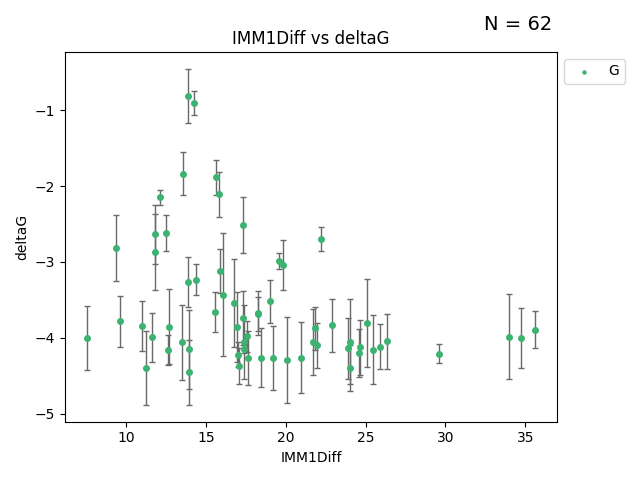 N = 62
IMM1Diff vs deltaG
G
deltaG
−1
−2
−3
−4
−5
10 15 20 25 30 35
IMM1Diff